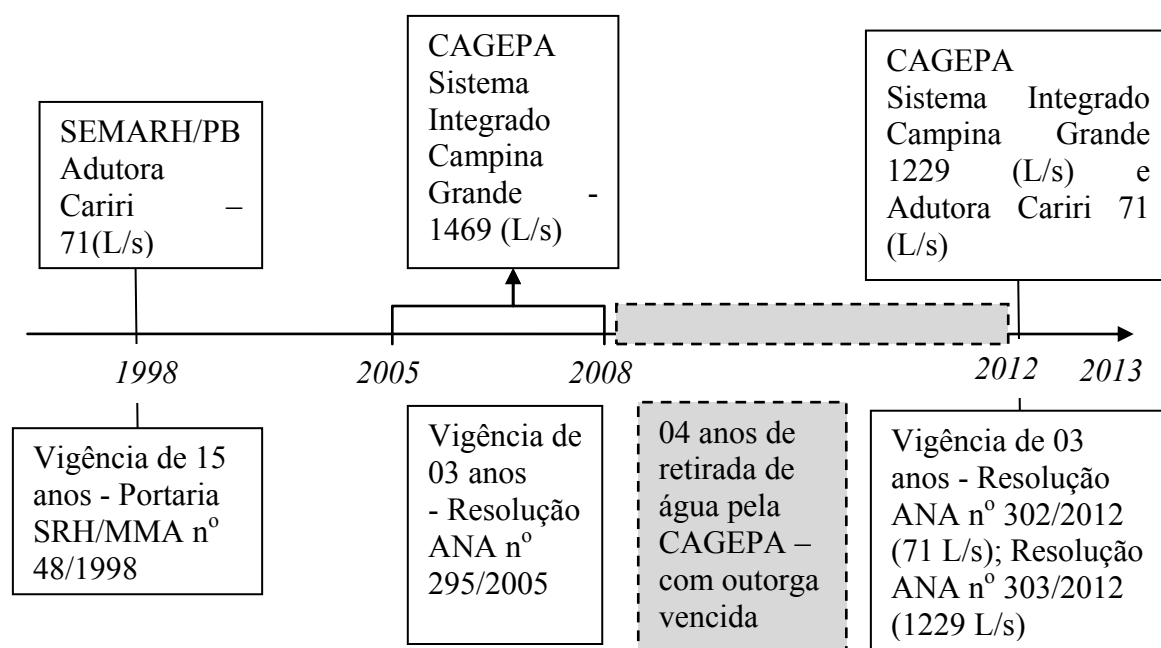 SEMARH/PB
Adutora
Cariri –
71(L/s)
CAGEPA
Sistema
Integrado
Campina
Grande -
1469 (L/s)
CAGEPA
Sistema Integrado
Campina Grande
1229 (L/s) e
Adutora Cariri 71
(L/s)
1998
2005
2008
2012
2013
Vigência de 15
anos - Portaria
SRH/MMA nº
48/1998
Vigência de
03 anos
- Resolução
ANA nº
295/2005
04 anos de
retirada de
água pela
CAGEPA –
com outorga
vencida
Vigência de 03
anos - Resolução
ANA nº 302/2012
(71 L/s); Resolução
ANA nº 303/2012
(1229 L/s)